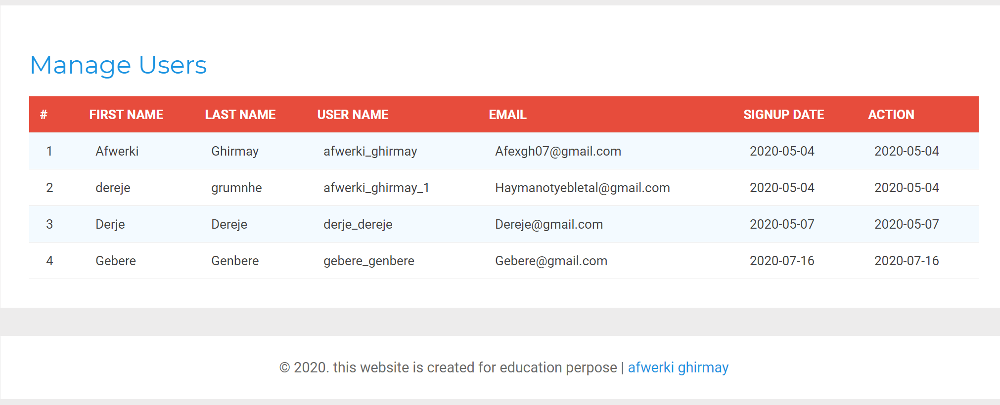 Manage Users
# FIRST NAME LAST NAME USER NAME EMAIL SIGNUP DATE ACTION
1 Afwerki Ghirmay afwerki_ghirmay Afexgh07@gmail.com 2020-05-04 2020-05-04
2 dereje grumnhe afwerki_ghirmay_1 Haymanotyebletal@gmail.com 2020-05-04 2020-05-04
3 Derje Dereje derje_dereje Dereje@gmail.com 2020-05-07 2020-05-07
4 Gebere Genbere gebere_genbere Gebere@gmail.com 2020-07-16 2020-07-16
© 2020. this website is created for education perpose | afwerki ghirmay